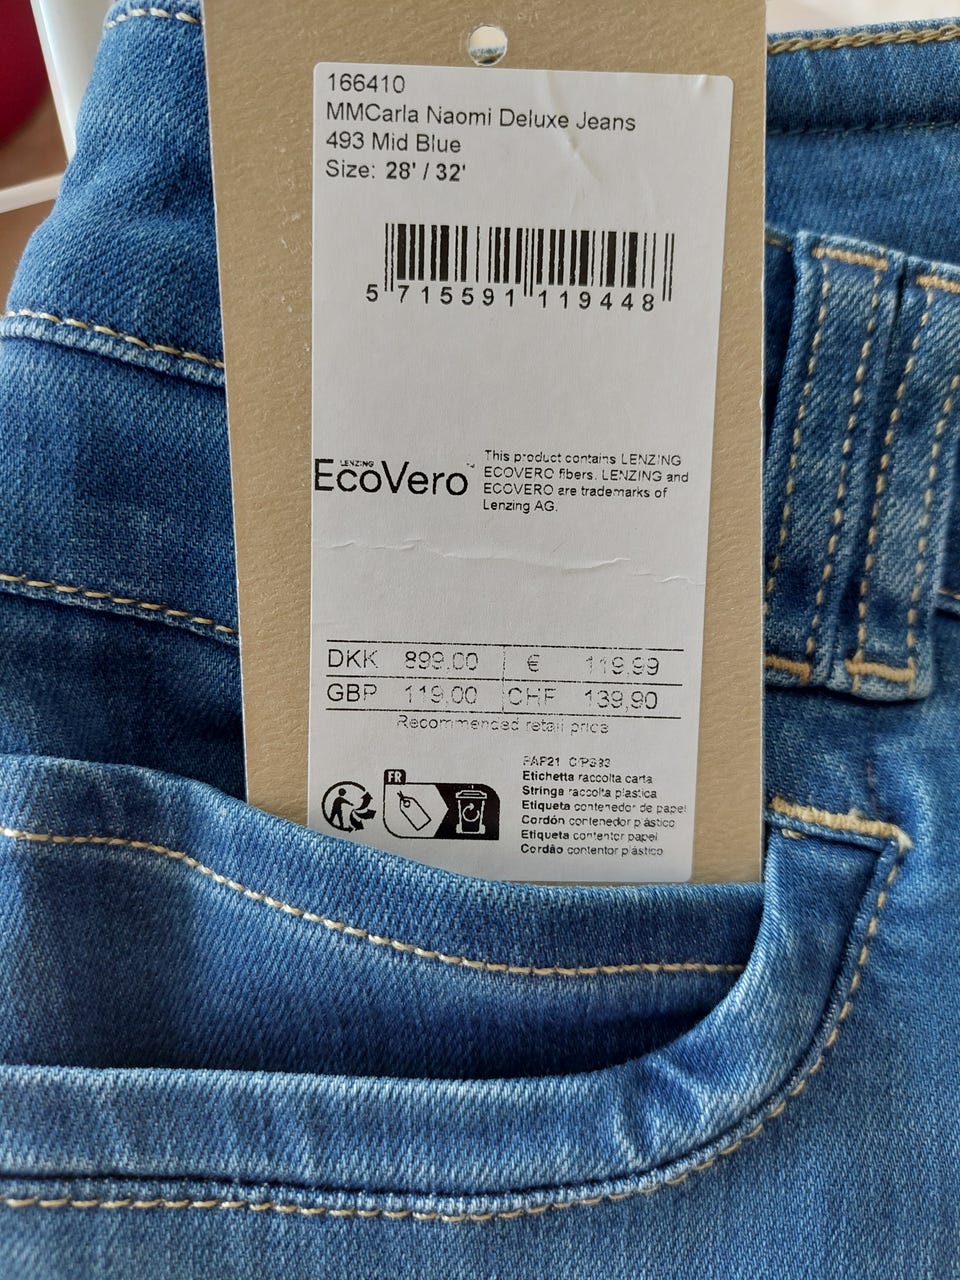 166410
MMCarla Naomi Deluxe Jeans
493 Mid Blue
Size: 28' / 32'
5 715591 119448
LENZING
EcoVero™
This product contains LENZING
ECOVERO fibers. LENZING and
ECOVERO are trademarks of
Lenzing AG.
DKK 899.00 € 119.99
GBP 119.00 CHF 139,90
Recommended retail price
FR
PAP21 C/PS93
Etichetta raccolta carta
Stringa raccolta plastica
Etiqueta contenedor de papel
Cordón contenedor plástico
Etiqueta contentor papel
Cordão contentor plástico